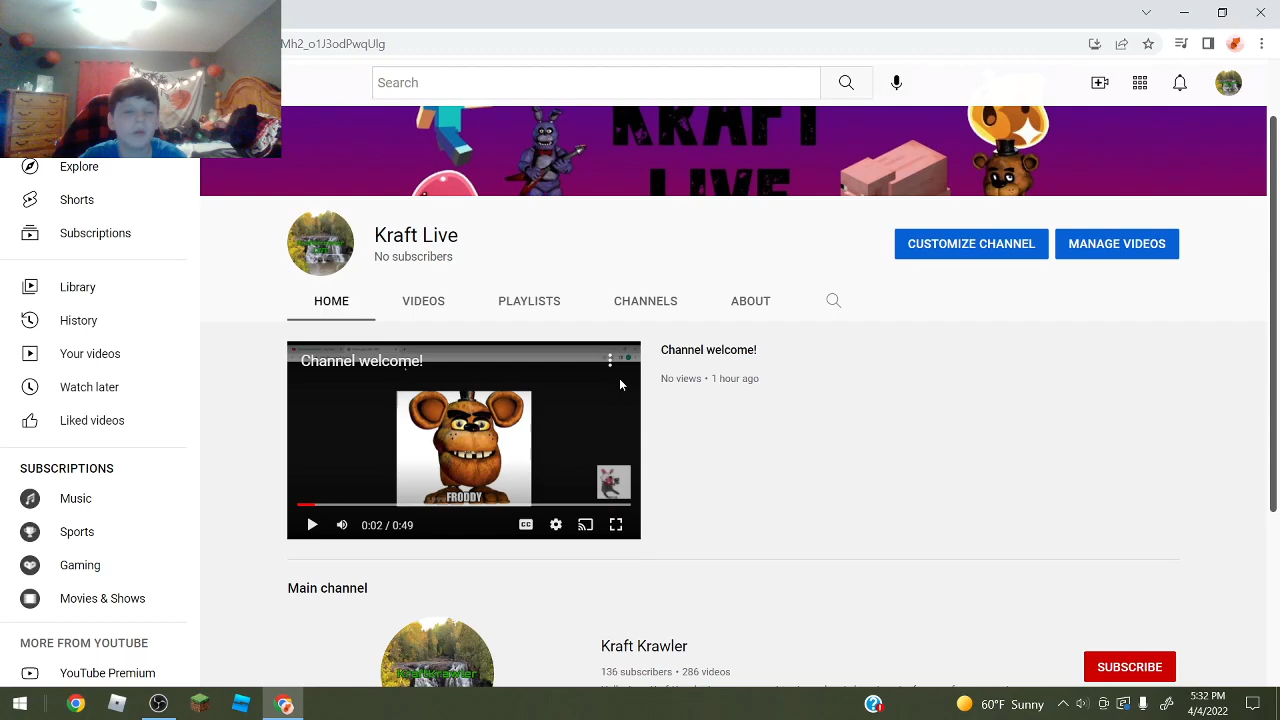 Mh2_o1J3odPwqUlg
Search
KRAFT
LIVE
Explore
Shorts
Subscriptions
Library
History
Your videos
Watch later
Liked videos
SUBSCRIPTIONS
Music
Sports
Gaming
Movies & Shows
MORE FROM YOUTUBE
YouTube Premium
Kraft Live
No subscribers
CUSTOMIZE CHANNEL
MANAGE VIDEOS
HOME VIDEOS PLAYLISTS CHANNELS ABOUT
Channel welcome!
FRODDY
0:02 / 0:49
CC
Channel welcome!
No views • 1 hour ago
Main channel
KraftKrawler
Kraft Krawler
136 subscribers • 286 videos
SUBSCRIBE
60°F Sunny
5:32 PM
4/4/2022